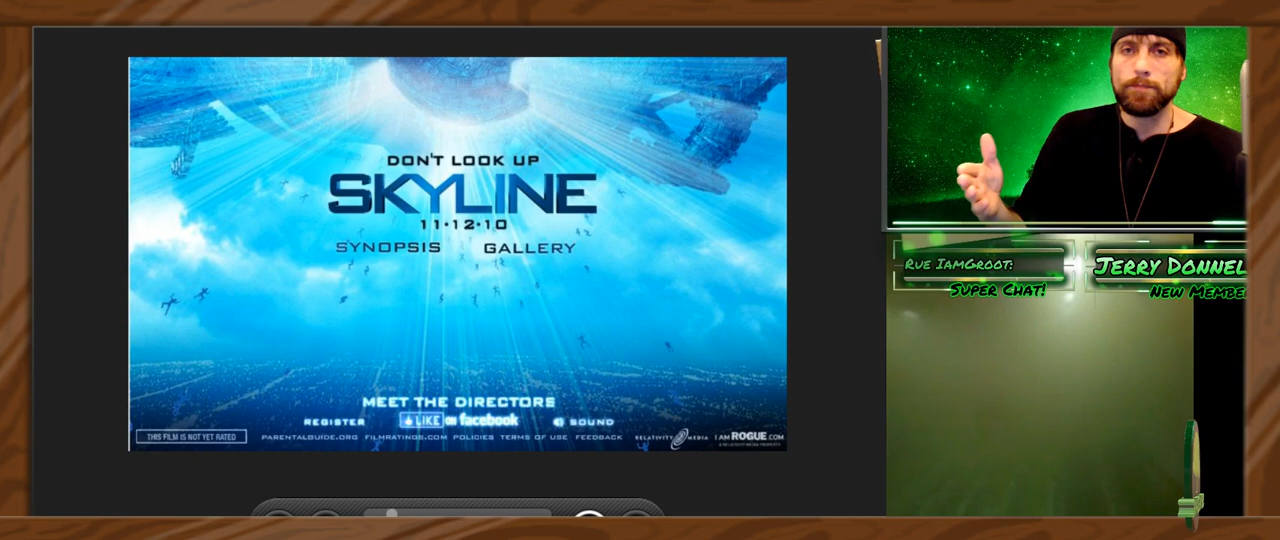 DON'T LOOK UP
SKYLINE
11·12·10
SYNOPSIS GALLERY
MEET THE DIRECTORS
REGISTER LIKE on facebook SOUND
THIS FILM IS NOT YET RATED PARENTALGUIDE.ORG FILMRATINGS.COM POLICIES TERMS OF USE FEEDBACK RELATIVITY MEDIA I AM ROGUE.COM
RUE IAMGROOT:
SUPER CHAT!
JERRY DONNEL
NEW MEMBE